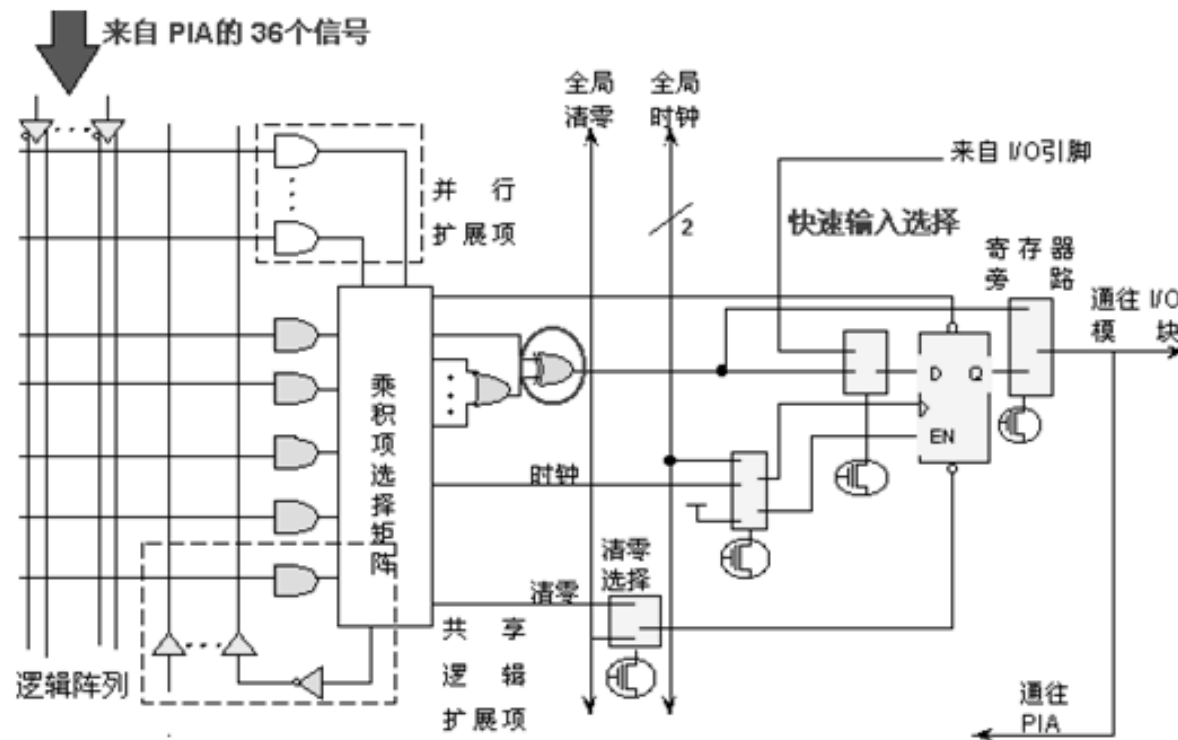 来自 PIA的 36个信号
全局 全局
清零 时钟
来自 I/O引脚
并 行
扩展项
2
快速输入选择
寄存器
旁 路
通往 I/O
模 块
乘积项选择矩阵
D Q
EN
时钟
清零
选择
清零
共 享
逻 辑
扩展项
逻辑阵列
通往
PIA